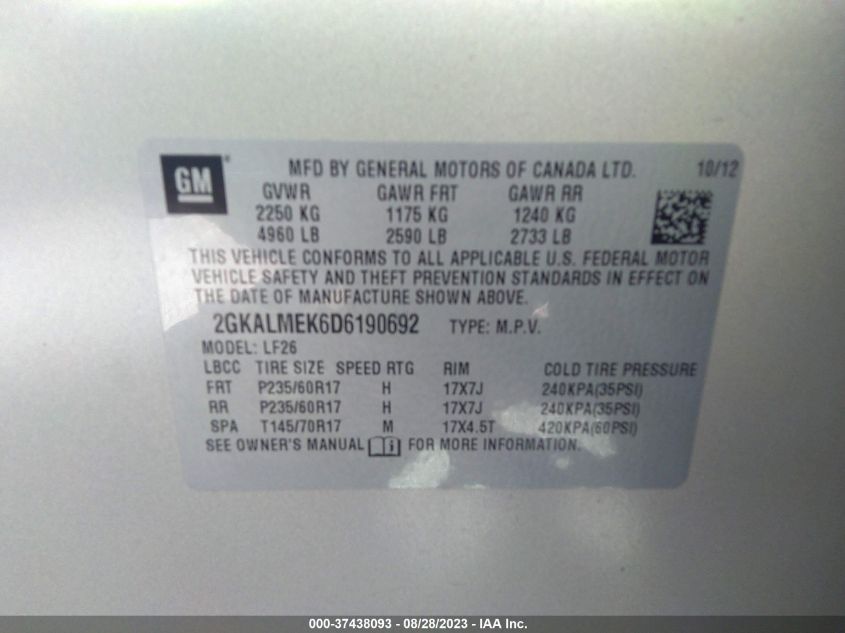 GM® MFD BY GENERAL MOTORS OF CANADA LTD. 10/12
GVWR GAWR FRT GAWR RR
2250 KG 1175 KG 1240 KG
4960 LB 2590 LB 2733 LB
THIS VEHICLE CONFORMS TO ALL APPLICABLE U.S. FEDERAL MOTOR
VEHICLE SAFETY AND THEFT PREVENTION STANDARDS IN EFFECT ON
THE DATE OF MANUFACTURE SHOWN ABOVE.
2GKALMEK6D6190692 TYPE: M.P.V.
MODEL: LF26
LBCC TIRE SIZE SPEED RTG RIM COLD TIRE PRESSURE
FRT P235/60R17 H 17X7J 240KPA(35PSI)
RR P235/60R17 H 17X7J 240KPA(35PSI)
SPA T145/70R17 M 17X4.5T 420KPA(60PSI)
SEE OWNER'S MANUAL FOR MORE INFORMATION.
000-37438093 - 08/28/2023 - IAA Inc.